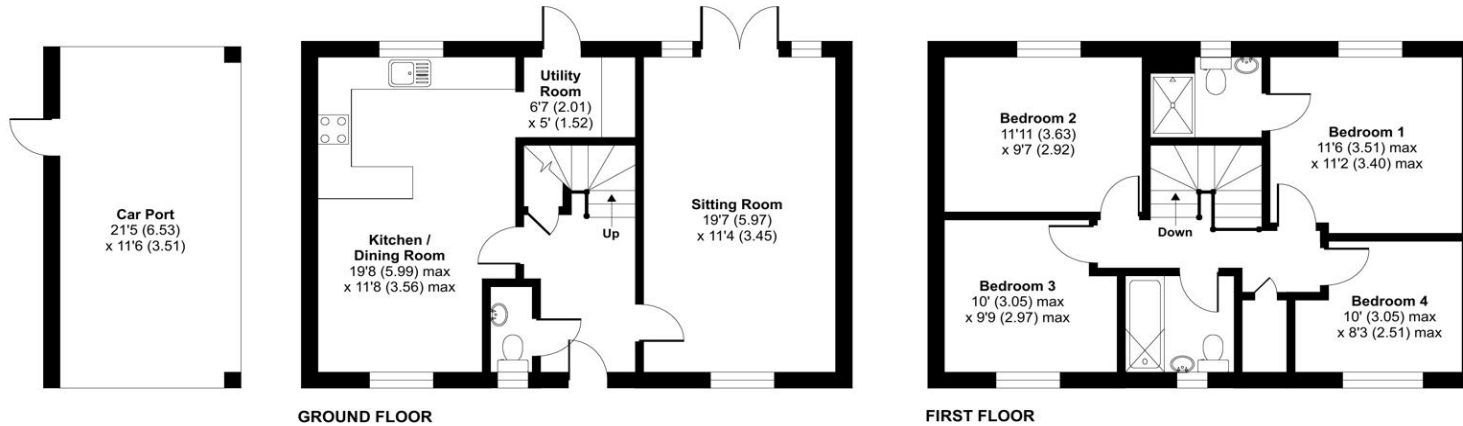 Car Port
21'5 (6.53)
x 11'6 (3.51)
Utility
Room
6'7 (2.01)
x 5' (1.52)
Kitchen /
Dining Room
19'8 (5.99) max
x 11'8 (3.56) max
Up
Sitting Room
19'7 (5.97)
x 11'4 (3.45)
GROUND FLOOR
Bedroom 2
11'11 (3.63)
x 9'7 (2.92)
Bedroom 1
11'6 (3.51) max
x 11'2 (3.40) max
Down
Bedroom 3
10' (3.05) max
x 9'9 (2.97) max
Bedroom 4
10' (3.05) max
x 8'3 (2.51) max
FIRST FLOOR